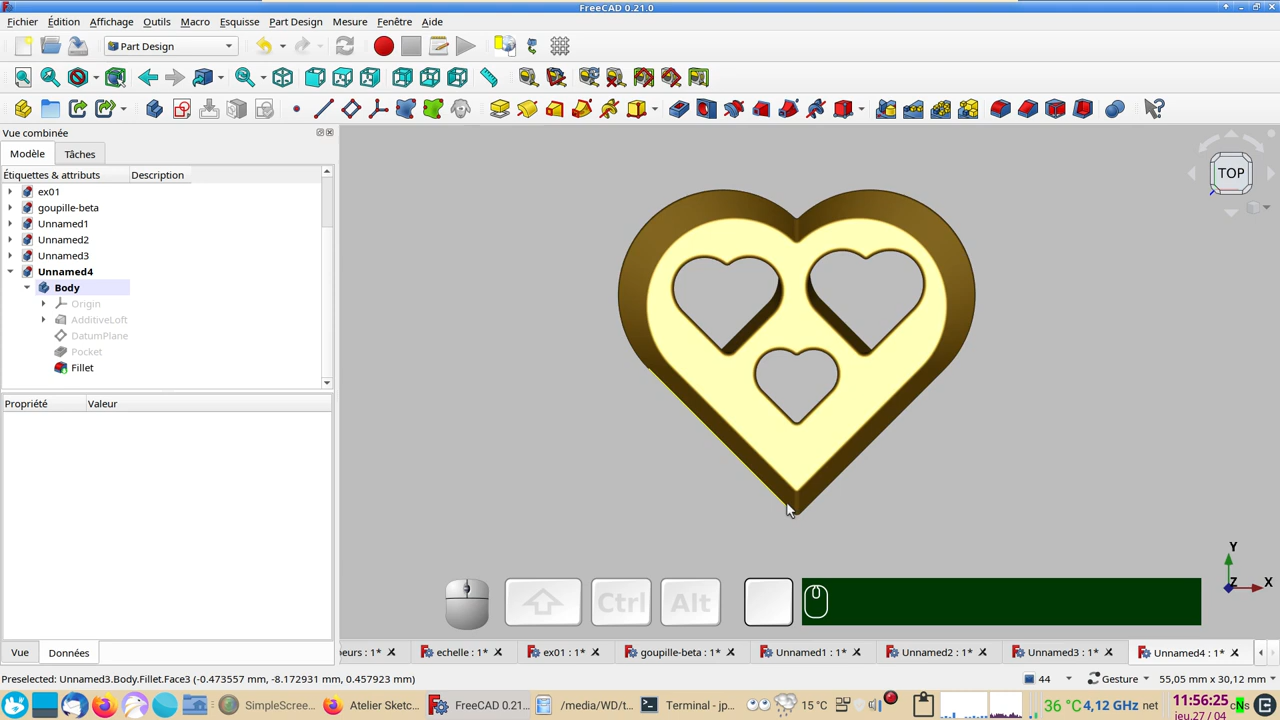 FreeCAD 0.21.0
Fichier Édition Affichage Outils Macro Esquisse Part Design Mesure Fenêtre Aide
Part Design
Vue combinée
Modèle Tâches
Étiquettes & attributs Description
ex01
goupille-beta
Unnamed1
Unnamed2
Unnamed3
Unnamed4
Body
Origin
AdditiveLoft
DatumPlane
Pocket
Fillet
Propriété Valeur
TOP
Y
Z X
Ctrl Alt
Vue Données
eurs : 1* echelle : 1* ex01 : 1* goupille-beta : 1* Unnamed1 : 1* Unnamed2 : 1* Unnamed3 : 1* Unnamed4 : 1*
Preselected: Unnamed3.Body.Fillet.Face3 (-0.473557 mm, -8.172931 mm, 0.457923 mm) 44 Gesture 55,05 mm x 30,12 mm
SimpleScree... Atelier Sketc... FreeCAD 0.21... /media/WD/t... Terminal - jp... 15 °C 36 °C 4,12 GHz net 11:56:25
jeu.27 / 04